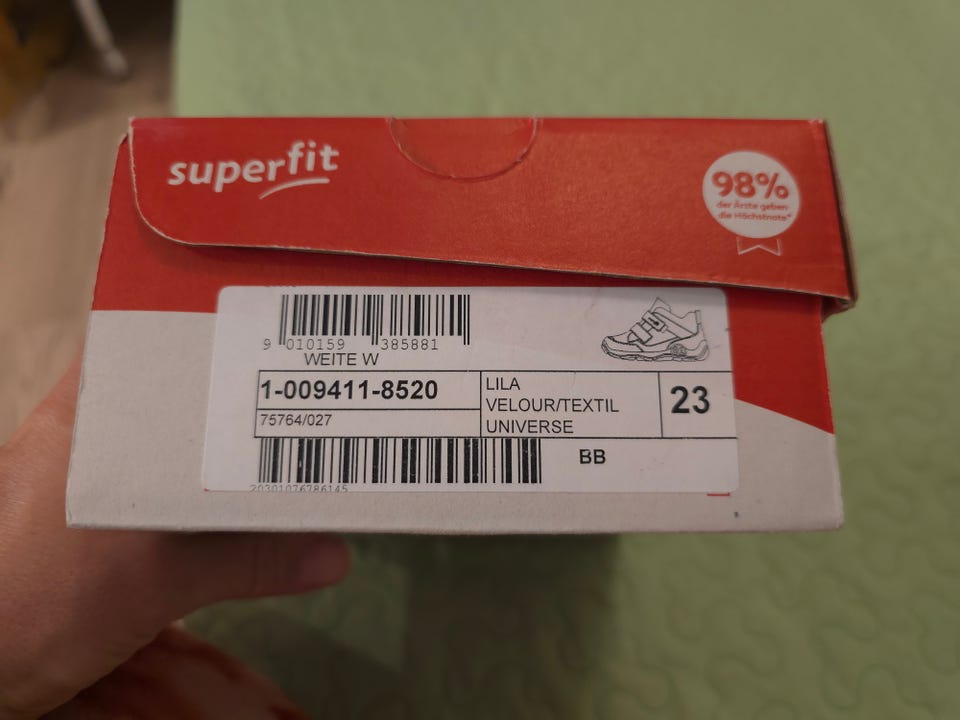 superfit
98%
der Ärzte geben
die Höchstnote*
9 010159 385881
WEITE W
1-009411-8520
75764/027
LILA
VELOUR/TEXTIL
UNIVERSE
23
BB
20301076786145